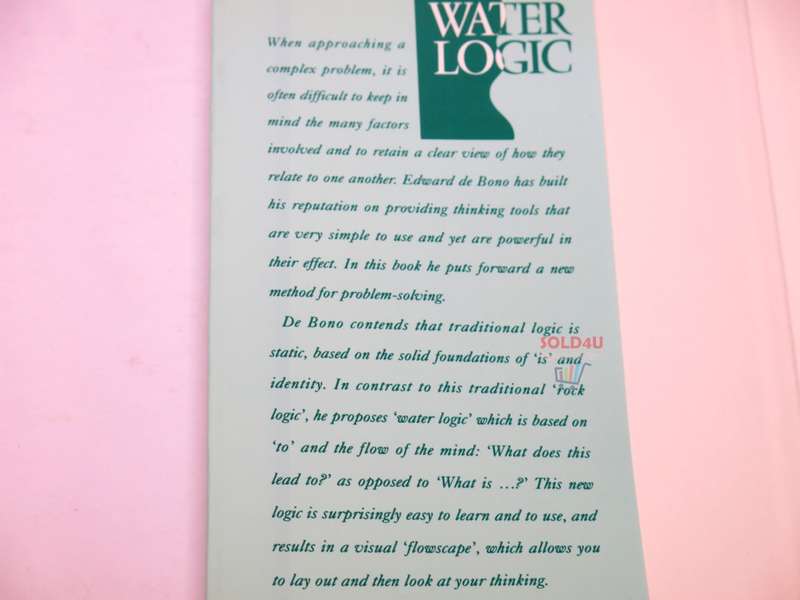 WATER
LOGIC
When approaching a
complex problem, it is
often difficult to keep in
mind the many factors
involved and to retain a clear view of how they
relate to one another. Edward de Bono has built
his reputation on providing thinking tools that
are very simple to use and yet are powerful in
their effect. In this book he puts forward a new
method for problem-solving.
De Bono contends that traditional logic is
static, based on the solid foundations of ‘is’ and
identity. In contrast to this traditional ‘rock
logic’, he proposes ‘water logic’ which is based on
‘to’ and the flow of the mind: ‘What does this
lead to?’ as opposed to ‘What is ...?’ This new
logic is surprisingly easy to learn and to use, and
results in a visual ‘flowscape’, which allows you
to lay out and then look at your thinking.
SOLD4U